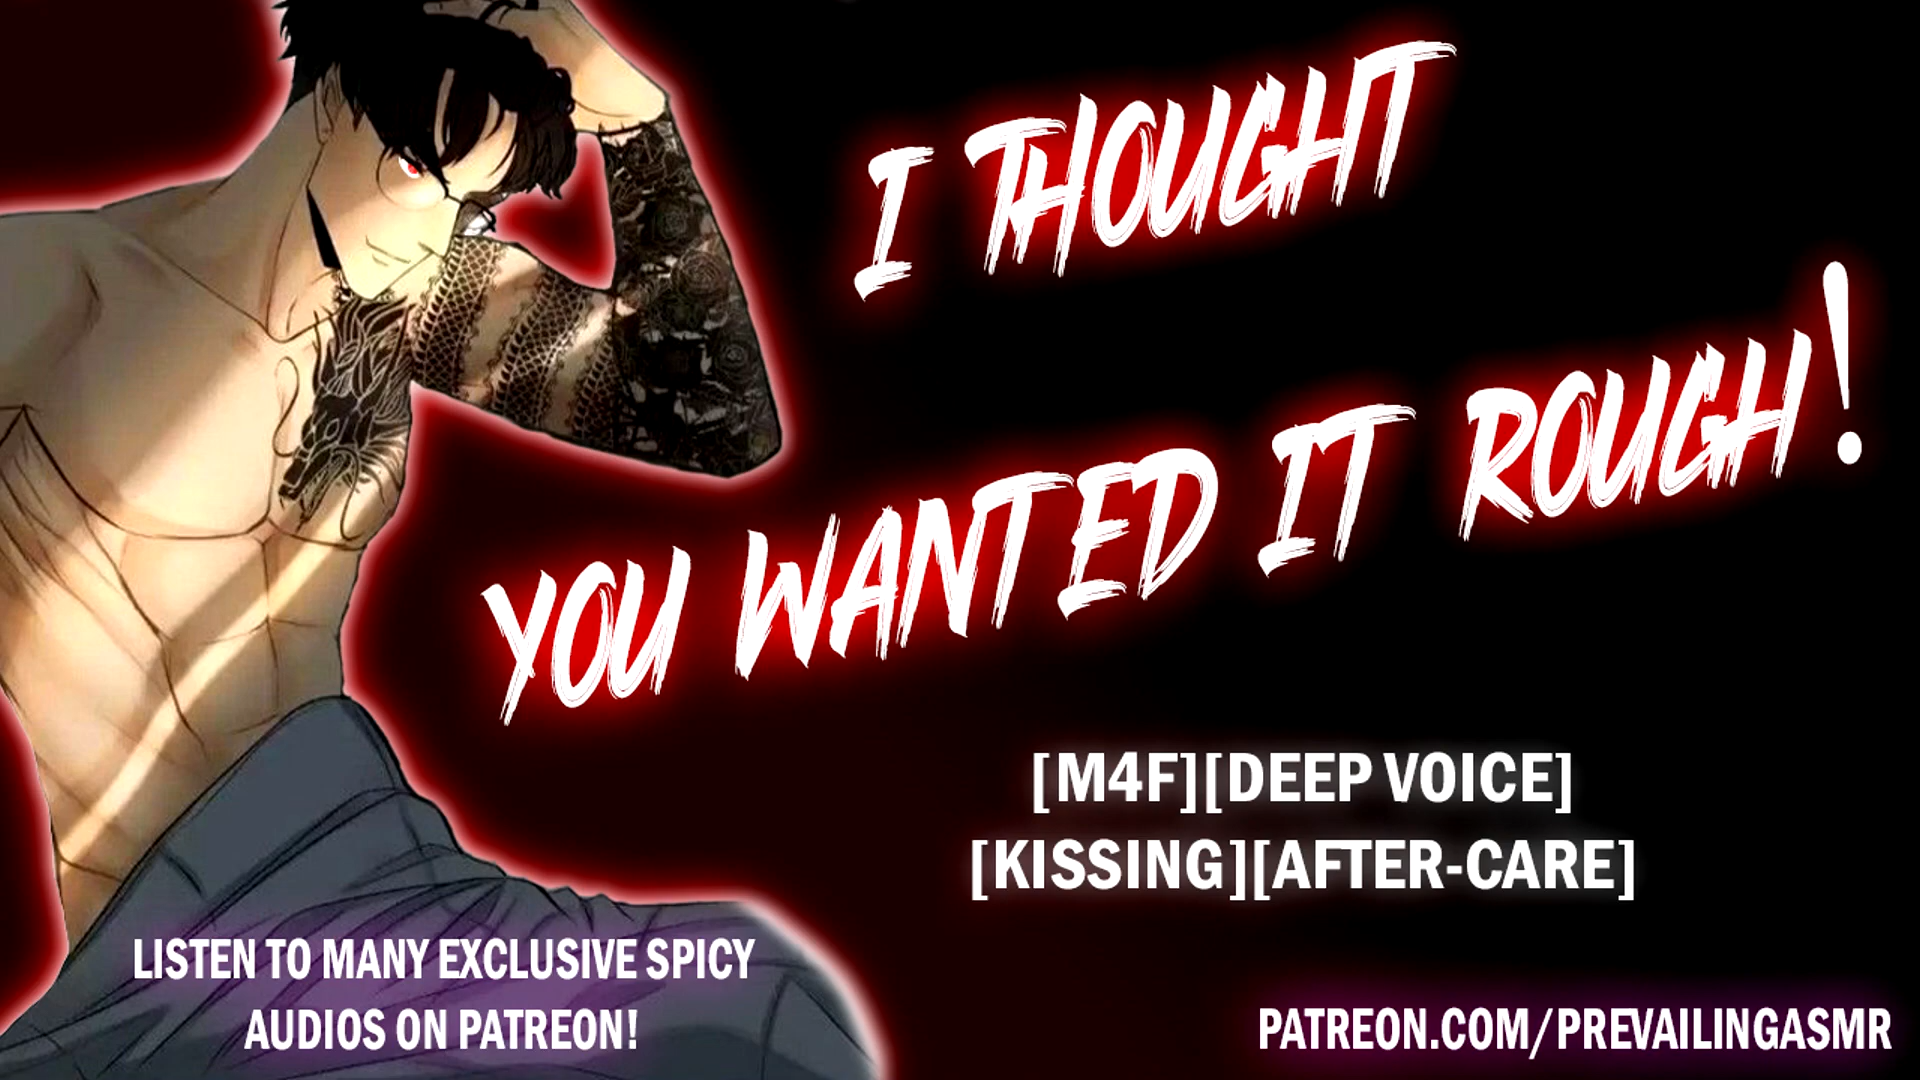 I THOUGHT
YOU WANTED IT ROUGH!
[M4F][DEEP VOICE]
[KISSING][AFTER-CARE]
LISTEN TO MANY EXCLUSIVE SPICY
AUDIOS ON PATREON!
PATREON.COM/PREVAILINGASMR